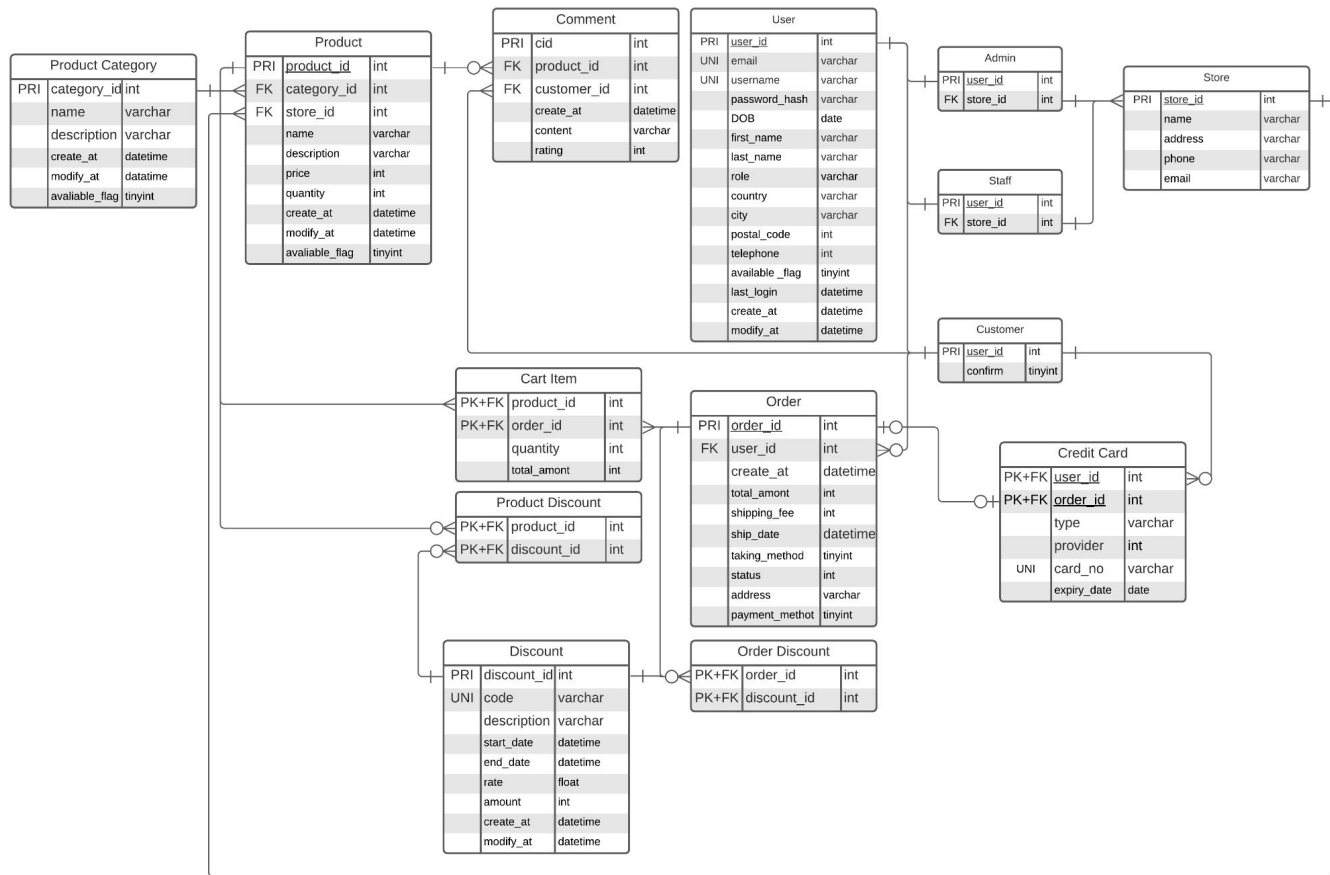 Product Category
PRI category_id int
name varchar
description varchar
create_at datetime
modify_at datatime
avaliable_flag tinyint
Product
PRI product_id int
FK category_id int
FK store_id int
name varchar
description varchar
price int
quantity int
create_at datetime
modify_at datetime
avaliable_flag tinyint
Comment
PRI cid int
FK product_id int
FK customer_id int
create_at datetime
content varchar
rating int
User
PRI user_id int
UNI email varchar
UNI username varchar
password_hash varchar
DOB date
first_name varchar
last_name varchar
role varchar
country varchar
city varchar
postal_code int
telephone int
available _flag tinyint
last_login datetime
create_at datetime
modify_at datetime
Admin
PRI user_id int
FK store_id int
Staff
PRI user_id int
FK store_id int
Store
PRI store_id int
name varchar
address varchar
phone varchar
email varchar
Customer
PRI user_id int
confirm tinyint
Cart Item
PK+FK product_id int
PK+FK order_id int
quantity int
total_amont int
Product Discount
PK+FK product_id int
PK+FK discount_id int
Order
PRI order_id int
FK user_id int
create_at datetime
total_amont int
shipping_fee int
ship_date datetime
taking_method tinyint
status int
address varchar
payment_methot tinyint
Credit Card
PK+FK user_id int
PK+FK order_id int
type varchar
provider int
UNI card_no varchar
expiry_date date
Discount
PRI discount_id int
UNI code varchar
description varchar
start_date datetime
end_date datetime
rate float
amount int
create_at datetime
modify_at datetime
Order Discount
PK+FK order_id int
PK+FK discount_id int